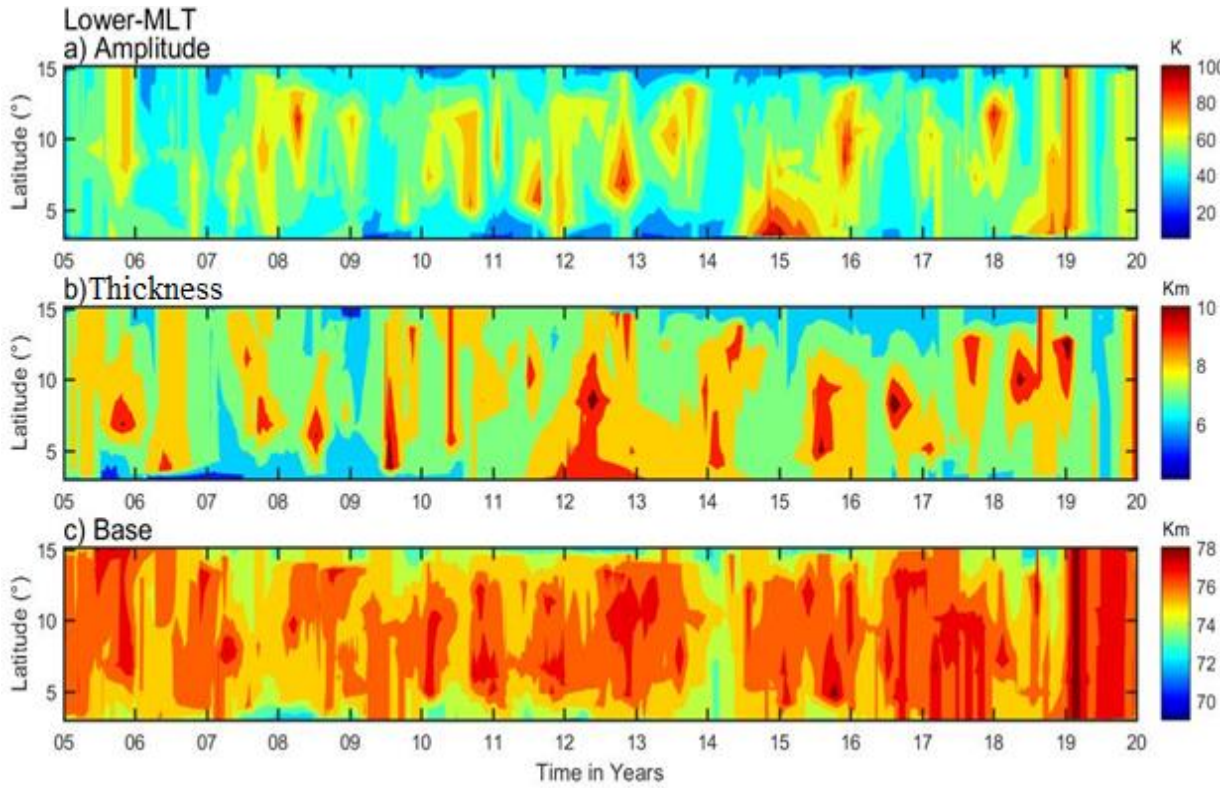 Lower-MLT
a) Amplitude
K
15
10
5
Latitude (°)
100
80
60
40
20
05 06 07 08 09 10 11 12 13 14 15 16 17 18 19 20
b)Thickness
Km
15
10
5
Latitude (°)
10
8
6
05 06 07 08 09 10 11 12 13 14 15 16 17 18 19 20
c) Base
Km
15
10
5
Latitude (°)
78
76
74
72
70
05 06 07 08 09 10 11 12 13 14 15 16 17 18 19 20
Time in Years